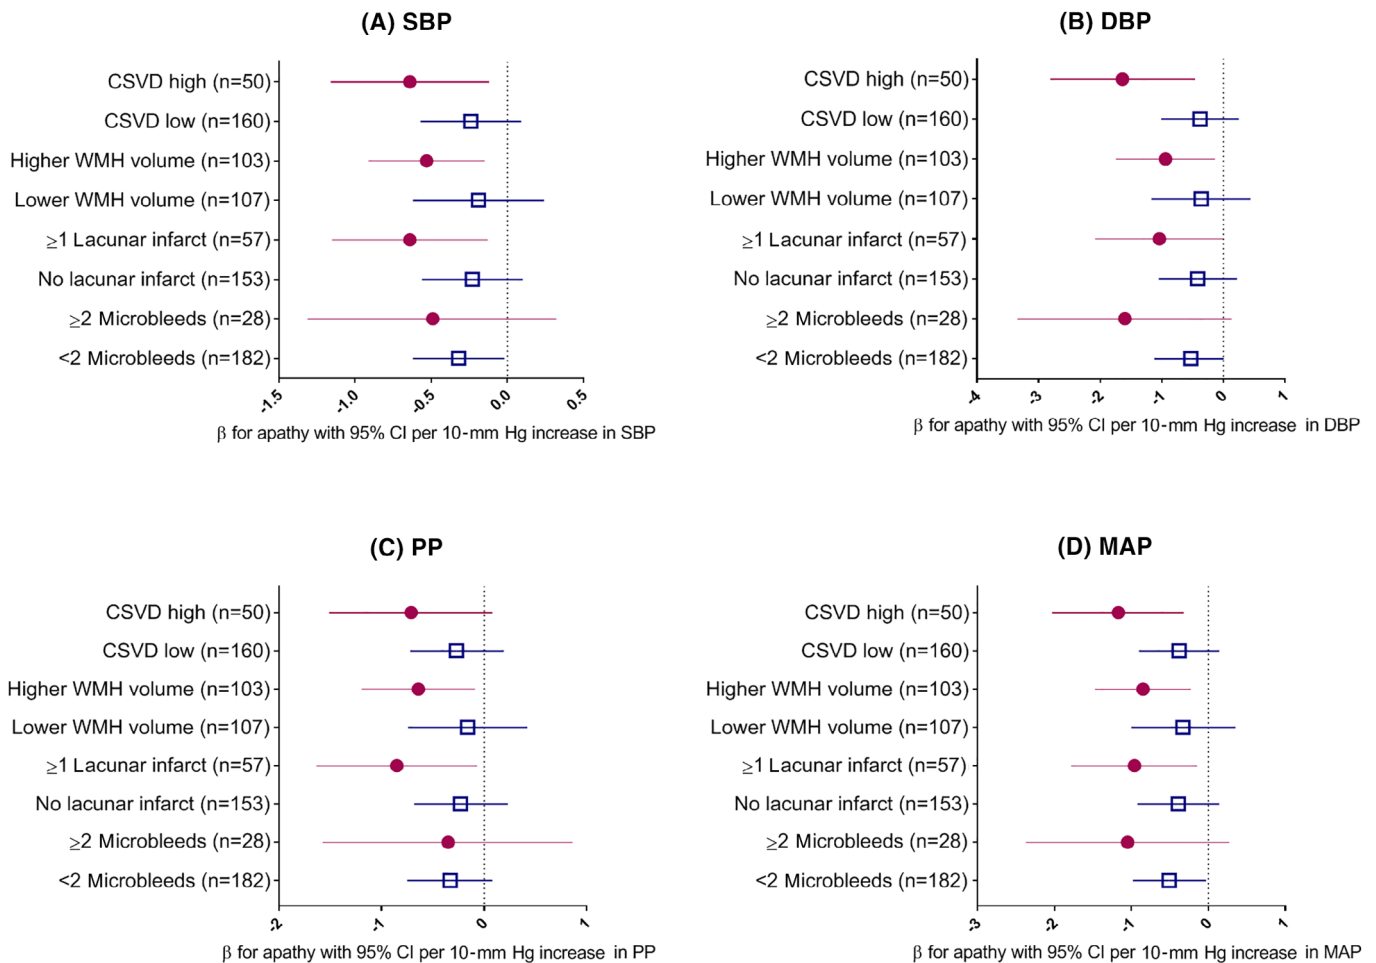 (A) SBP
CSVD high (n=50)
CSVD low (n=160)
Higher WMH volume (n=103)
Lower WMH volume (n=107)
≥1 Lacunar infarct (n=57)
No lacunar infarct (n=153)
≥2 Microbleeds (n=28)
<2 Microbleeds (n=182)
-1.5 -1.0 -0.5 0.0 0.5
β for apathy with 95% CI per 10-mm Hg increase in SBP
(B) DBP
CSVD high (n=50)
CSVD low (n=160)
Higher WMH volume (n=103)
Lower WMH volume (n=107)
≥1 Lacunar infarct (n=57)
No lacunar infarct (n=153)
≥2 Microbleeds (n=28)
<2 Microbleeds (n=182)
-4 -3 -2 -1 0 1
β for apathy with 95% CI per 10-mm Hg increase in DBP
(C) PP
CSVD high (n=50)
CSVD low (n=160)
Higher WMH volume (n=103)
Lower WMH volume (n=107)
≥1 Lacunar infarct (n=57)
No lacunar infarct (n=153)
≥2 Microbleeds (n=28)
<2 Microbleeds (n=182)
-2 -1 0 1
β for apathy with 95% CI per 10-mm Hg increase in PP
(D) MAP
CSVD high (n=50)
CSVD low (n=160)
Higher WMH volume (n=103)
Lower WMH volume (n=107)
≥1 Lacunar infarct (n=57)
No lacunar infarct (n=153)
≥2 Microbleeds (n=28)
<2 Microbleeds (n=182)
-3 -2 -1 0 1
β for apathy with 95% CI per 10-mm Hg increase in MAP